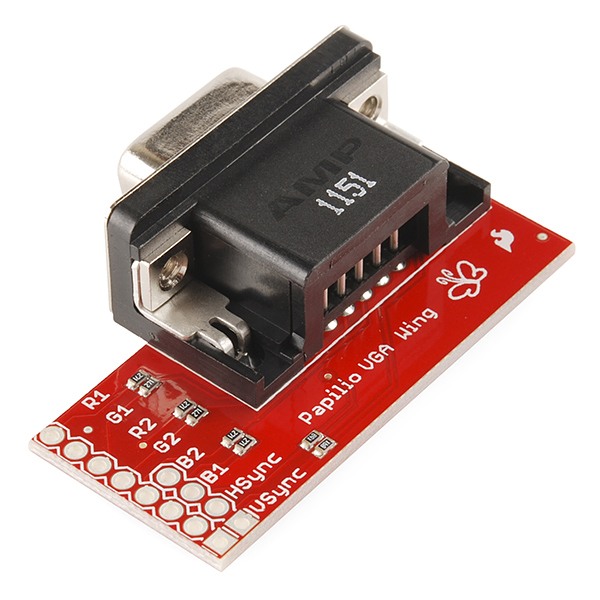 AMP
1151
Papilio VGA Wing
R1
G1
R2
G2
B2
B1
HSync
VSync